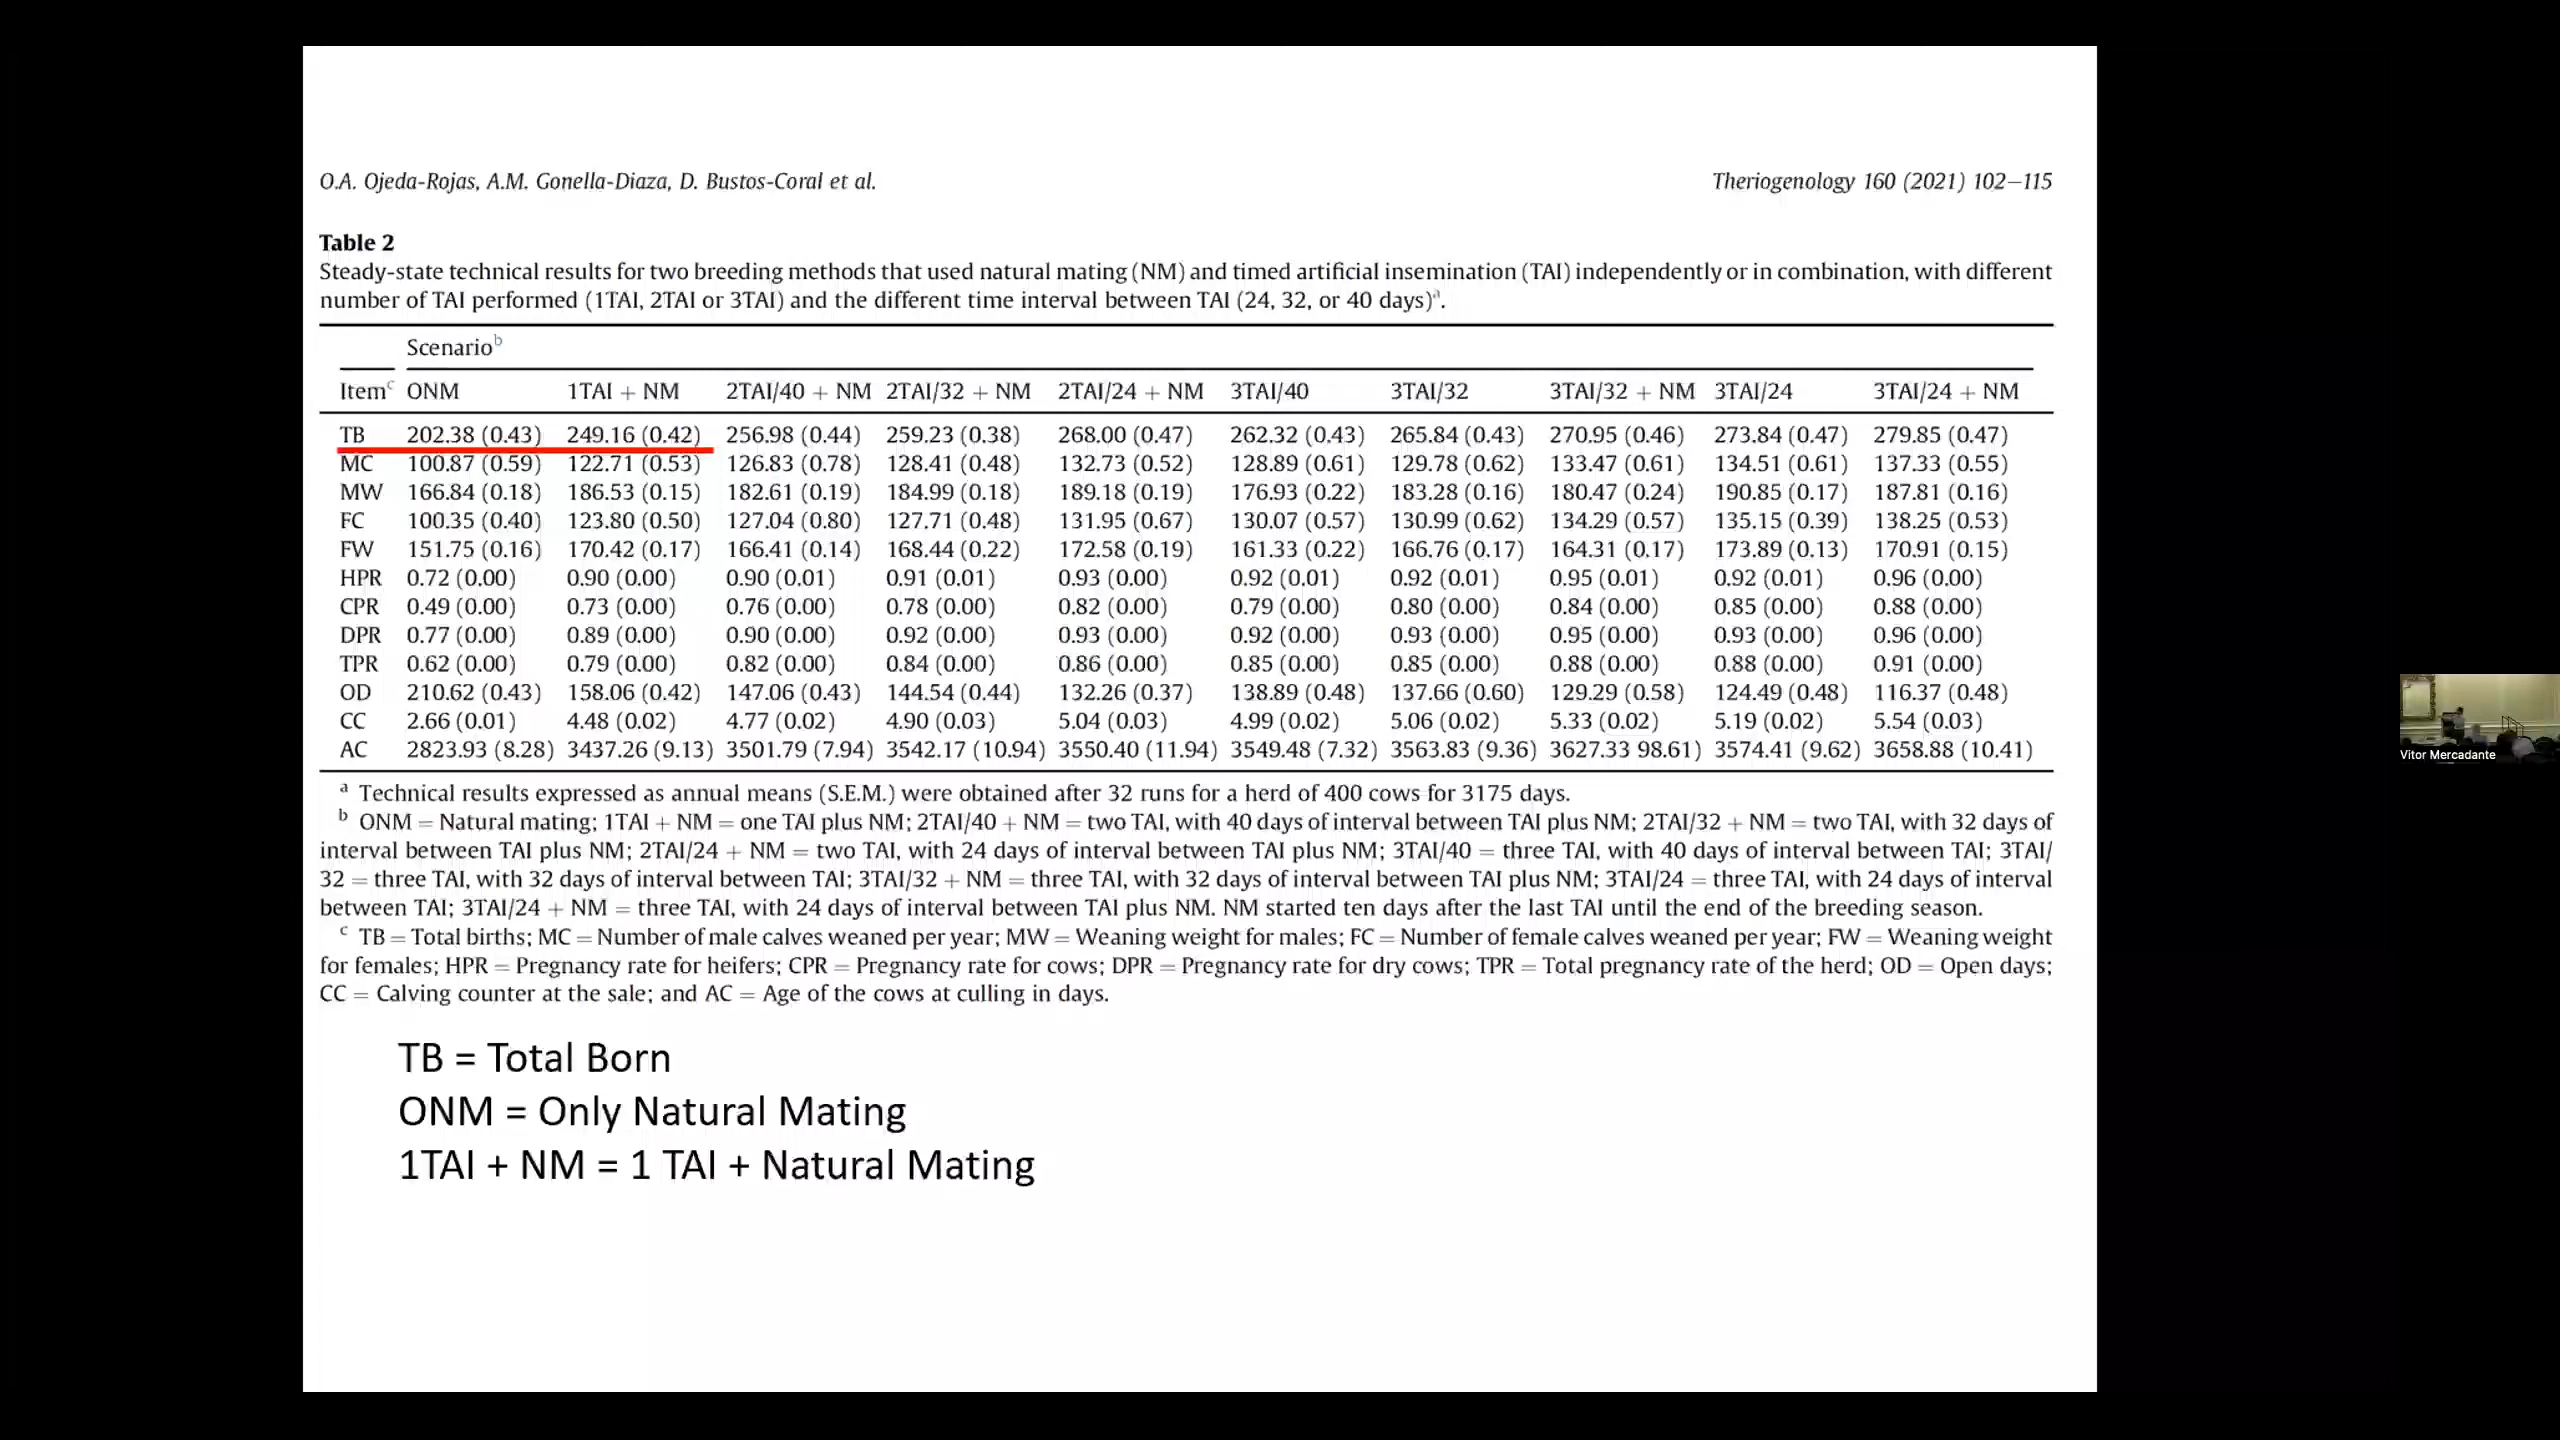 O.A. Ojeda-Rojas, A.M. Gonella-Diaza, D. Bustos-Coral et al.
Theriogenology 160 (2021) 102–115
Table 2
Steady-state technical results for two breeding methods that used natural mating (NM) and timed artificial insemination (TAI) independently or in combination, with different
number of TAI performed (1TAI, 2TAI or 3TAI) and the different time interval between TAI (24, 32, or 40 days)a.
Scenariob
Itemc ONM 1TAI + NM 2TAI/40 + NM 2TAI/32 + NM 2TAI/24 + NM 3TAI/40 3TAI/32 3TAI/32 + NM 3TAI/24 3TAI/24 + NM
TB 202.38 (0.43) 249.16 (0.42) 256.98 (0.44) 259.23 (0.38) 268.00 (0.47) 262.32 (0.43) 265.84 (0.43) 270.95 (0.46) 273.84 (0.47) 279.85 (0.47)
MC 100.87 (0.59) 122.71 (0.53) 126.83 (0.78) 128.41 (0.48) 132.73 (0.52) 128.89 (0.61) 129.78 (0.62) 133.47 (0.61) 134.51 (0.61) 137.33 (0.55)
MW 166.84 (0.18) 186.53 (0.15) 182.61 (0.19) 184.99 (0.18) 189.18 (0.19) 176.93 (0.22) 183.28 (0.16) 180.47 (0.24) 190.85 (0.17) 187.81 (0.16)
FC 100.35 (0.40) 123.80 (0.50) 127.04 (0.80) 127.71 (0.48) 131.95 (0.67) 130.07 (0.57) 130.99 (0.62) 134.29 (0.57) 135.15 (0.39) 138.25 (0.53)
FW 151.75 (0.16) 170.42 (0.17) 166.41 (0.14) 168.44 (0.22) 172.58 (0.19) 161.33 (0.22) 166.76 (0.17) 164.31 (0.17) 173.89 (0.13) 170.91 (0.15)
HPR 0.72 (0.00) 0.90 (0.00) 0.90 (0.01) 0.91 (0.01) 0.93 (0.00) 0.92 (0.01) 0.92 (0.01) 0.95 (0.01) 0.92 (0.01) 0.96 (0.00)
CPR 0.49 (0.00) 0.73 (0.00) 0.76 (0.00) 0.78 (0.00) 0.82 (0.00) 0.79 (0.00) 0.80 (0.00) 0.84 (0.00) 0.85 (0.00) 0.88 (0.00)
DPR 0.77 (0.00) 0.89 (0.00) 0.90 (0.00) 0.92 (0.00) 0.93 (0.00) 0.92 (0.00) 0.93 (0.00) 0.95 (0.00) 0.93 (0.00) 0.96 (0.00)
TPR 0.62 (0.00) 0.79 (0.00) 0.82 (0.00) 0.84 (0.00) 0.86 (0.00) 0.85 (0.00) 0.85 (0.00) 0.88 (0.00) 0.88 (0.00) 0.91 (0.00)
OD 210.62 (0.43) 158.06 (0.42) 147.06 (0.43) 144.54 (0.44) 132.26 (0.37) 138.89 (0.48) 137.66 (0.60) 129.29 (0.58) 124.49 (0.48) 116.37 (0.48)
CC 2.66 (0.01) 4.48 (0.02) 4.77 (0.02) 4.90 (0.03) 5.04 (0.03) 4.99 (0.02) 5.06 (0.02) 5.33 (0.02) 5.19 (0.02) 5.54 (0.03)
AC 2823.93 (8.28) 3437.26 (9.13) 3501.79 (7.94) 3542.17 (10.94) 3550.40 (11.94) 3549.48 (7.32) 3563.83 (9.36) 3627.33 98.61) 3574.41 (9.62) 3658.88 (10.41)
a Technical results expressed as annual means (S.E.M.) were obtained after 32 runs for a herd of 400 cows for 3175 days.
b ONM = Natural mating; 1TAI + NM = one TAI plus NM; 2TAI/40 + NM = two TAI, with 40 days of interval between TAI plus NM; 2TAI/32 + NM = two TAI, with 32 days of
interval between TAI plus NM; 2TAI/24 + NM = two TAI, with 24 days of interval between TAI plus NM; 3TAI/40 = three TAI, with 40 days of interval between TAI; 3TAI/
32 = three TAI, with 32 days of interval between TAI; 3TAI/32 + NM = three TAI, with 32 days of interval between TAI plus NM; 3TAI/24 = three TAI, with 24 days of interval
between TAI; 3TAI/24 + NM = three TAI, with 24 days of interval between TAI plus NM. NM started ten days after the last TAI until the end of the breeding season.
c TB = Total births; MC = Number of male calves weaned per year; MW = Weaning weight for males; FC = Number of female calves weaned per year; FW = Weaning weight
for females; HPR = Pregnancy rate for heifers; CPR = Pregnancy rate for cows; DPR = Pregnancy rate for dry cows; TPR = Total pregnancy rate of the herd; OD = Open days;
CC = Calving counter at the sale; and AC = Age of the cows at culling in days.
TB = Total Born
ONM = Only Natural Mating
1TAI + NM = 1 TAI + Natural Mating
Vitor Mercadante